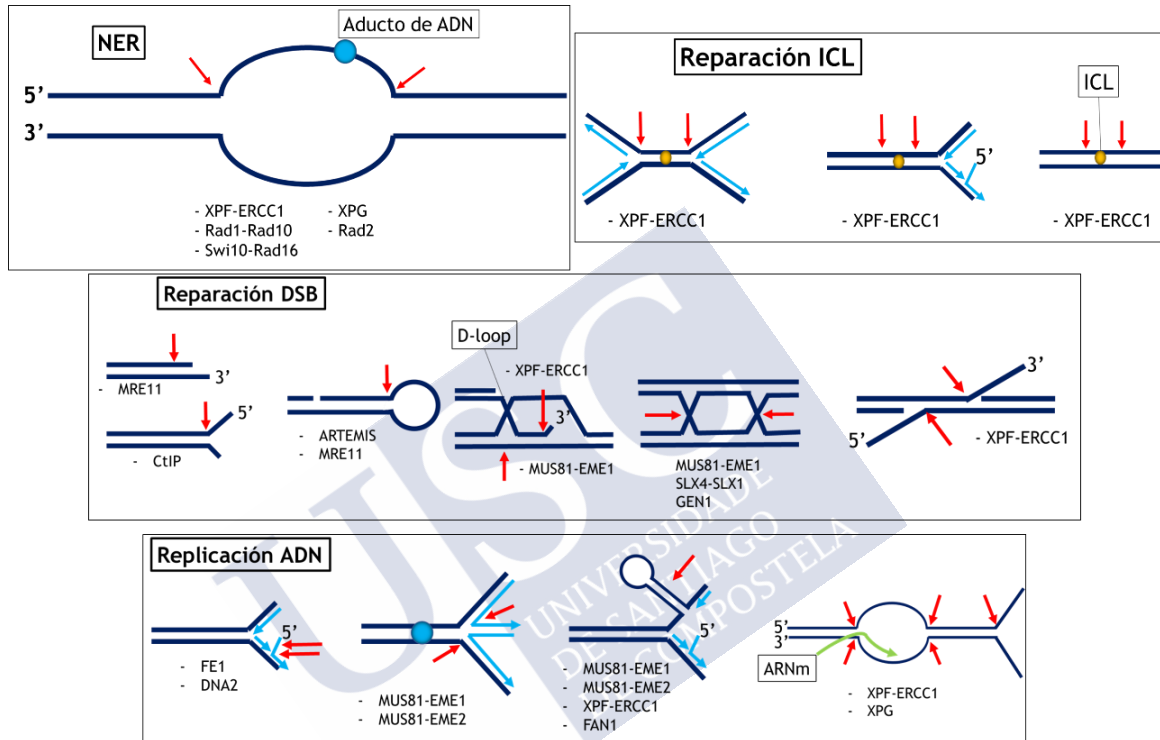 NER
Aducto de ADN
5’
3’
- XPF-ERCC1
- Rad1-Rad10
- Swi10-Rad16
- XPG
- Rad2
Reparación ICL
ICL
5’
- XPF-ERCC1
- XPF-ERCC1
- XPF-ERCC1
Reparación DSB
3’
- MRE11
5’
- CtIP
- ARTEMIS
- MRE11
D-loop
- XPF-ERCC1
3’
- MUS81-EME1
MUS81-EME1
SLX4-SLX1
GEN1
3’
5’
- XPF-ERCC1
Replicación ADN
5’
- FE1
- DNA2
- MUS81-EME1
- MUS81-EME2
5’
- MUS81-EME1
- MUS81-EME2
- XPF-ERCC1
- FAN1
5’
3’
ARNm
- XPF-ERCC1
- XPG
USC
UNIVERSIDADE
DE SANTIAGO
DE COMPOSTELA